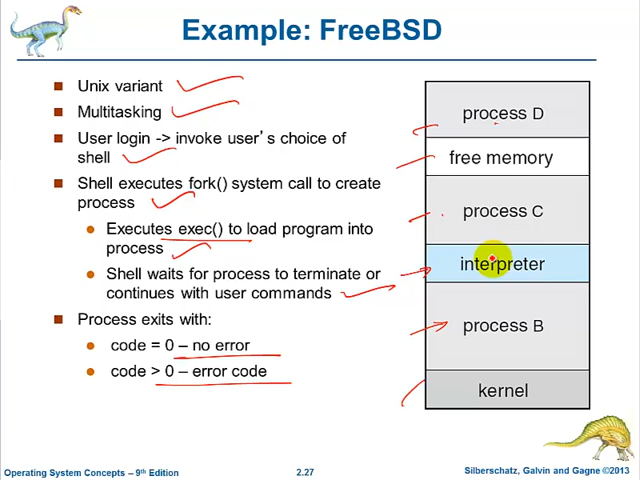 Example: FreeBSD
Unix variant
Multitasking
User login -> invoke user's choice of
shell
Shell executes fork() system call to create
process
Executes exec() to load program into
process
Shell waits for process to terminate or
continues with user commands
Process exits with:
code = 0 – no error
code > 0 – error code
process D
free memory
process C
interpreter
process B
kernel
Operating System Concepts – 9th Edition
2.27
Silberschatz, Galvin and Gagne ©2013